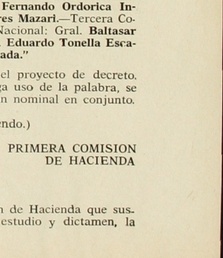 Fernando Ordorica In-
res Mazari.—Tercera Co-
Nacional: Gral. Baltasar
Eduardo Tonella Esca-
ada."
el proyecto de decreto.
ga uso de la palabra, se
n nominal en conjunto.
endo.)
PRIMERA COMISION
DE HACIENDA
n de Hacienda que sus-
estudio y dictamen, la